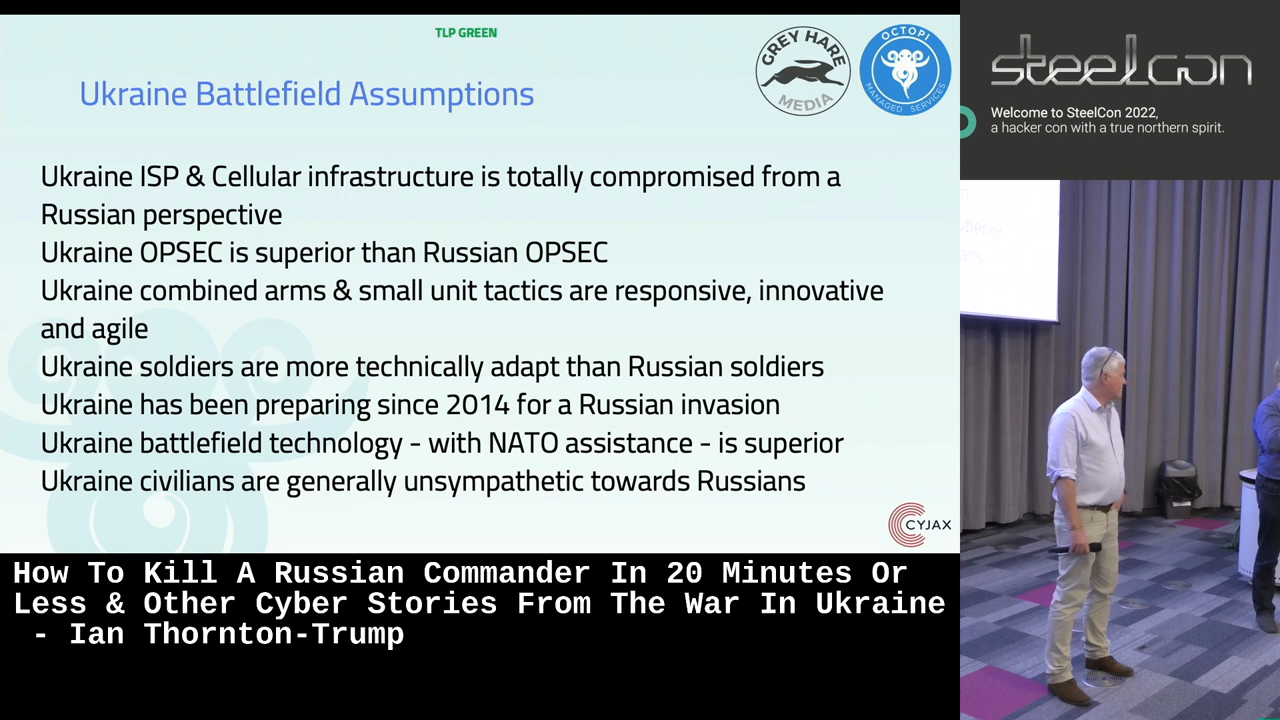 TLP GREEN
GREY HARE
MEDIA
OCTOPI
MANAGED SERVICES
steelcon
Welcome to SteelCon 2022,
a hacker con with a true northern spirit.
Ukraine Battlefield Assumptions
Ukraine ISP & Cellular infrastructure is totally compromised from a
Russian perspective
Ukraine OPSEC is superior than Russian OPSEC
Ukraine combined arms & small unit tactics are responsive, innovative
and agile
Ukraine soldiers are more technically adapt than Russian soldiers
Ukraine has been preparing since 2014 for a Russian invasion
Ukraine battlefield technology - with NATO assistance - is superior
Ukraine civilians are generally unsympathetic towards Russians
CYJAX
How To Kill A Russian Commander In 20 Minutes Or
Less & Other Cyber Stories From The War In Ukraine
- Ian Thornton-Trump